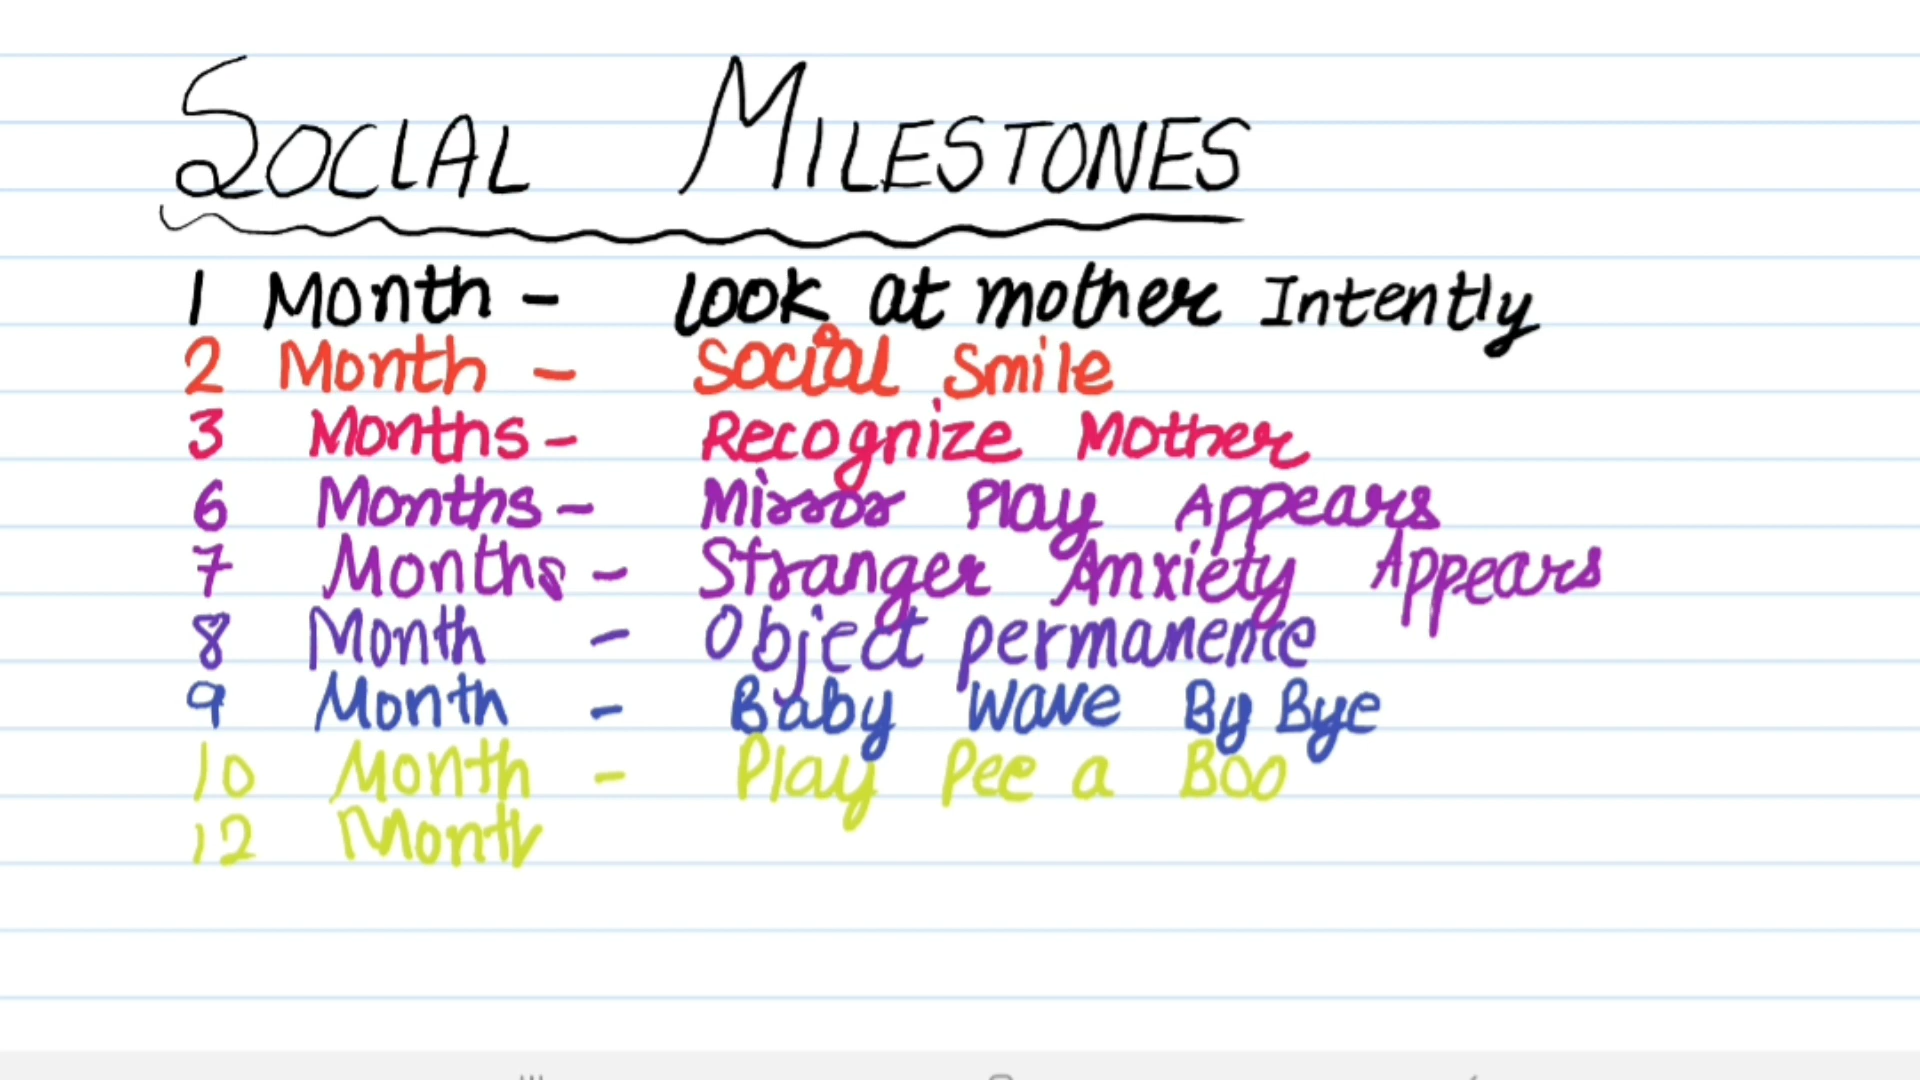 SOCIAL MILESTONES
1 Month - look at mother Intently
2 Month - Social Smile
3 Months - Recognize Mother
6 Months - Mirror Play Appears
7 Months - Stranger Anxiety Appears
8 Month - Object permanence
9 Month - Baby wave By Bye
10 Month - Play Pee a Boo
12 Month